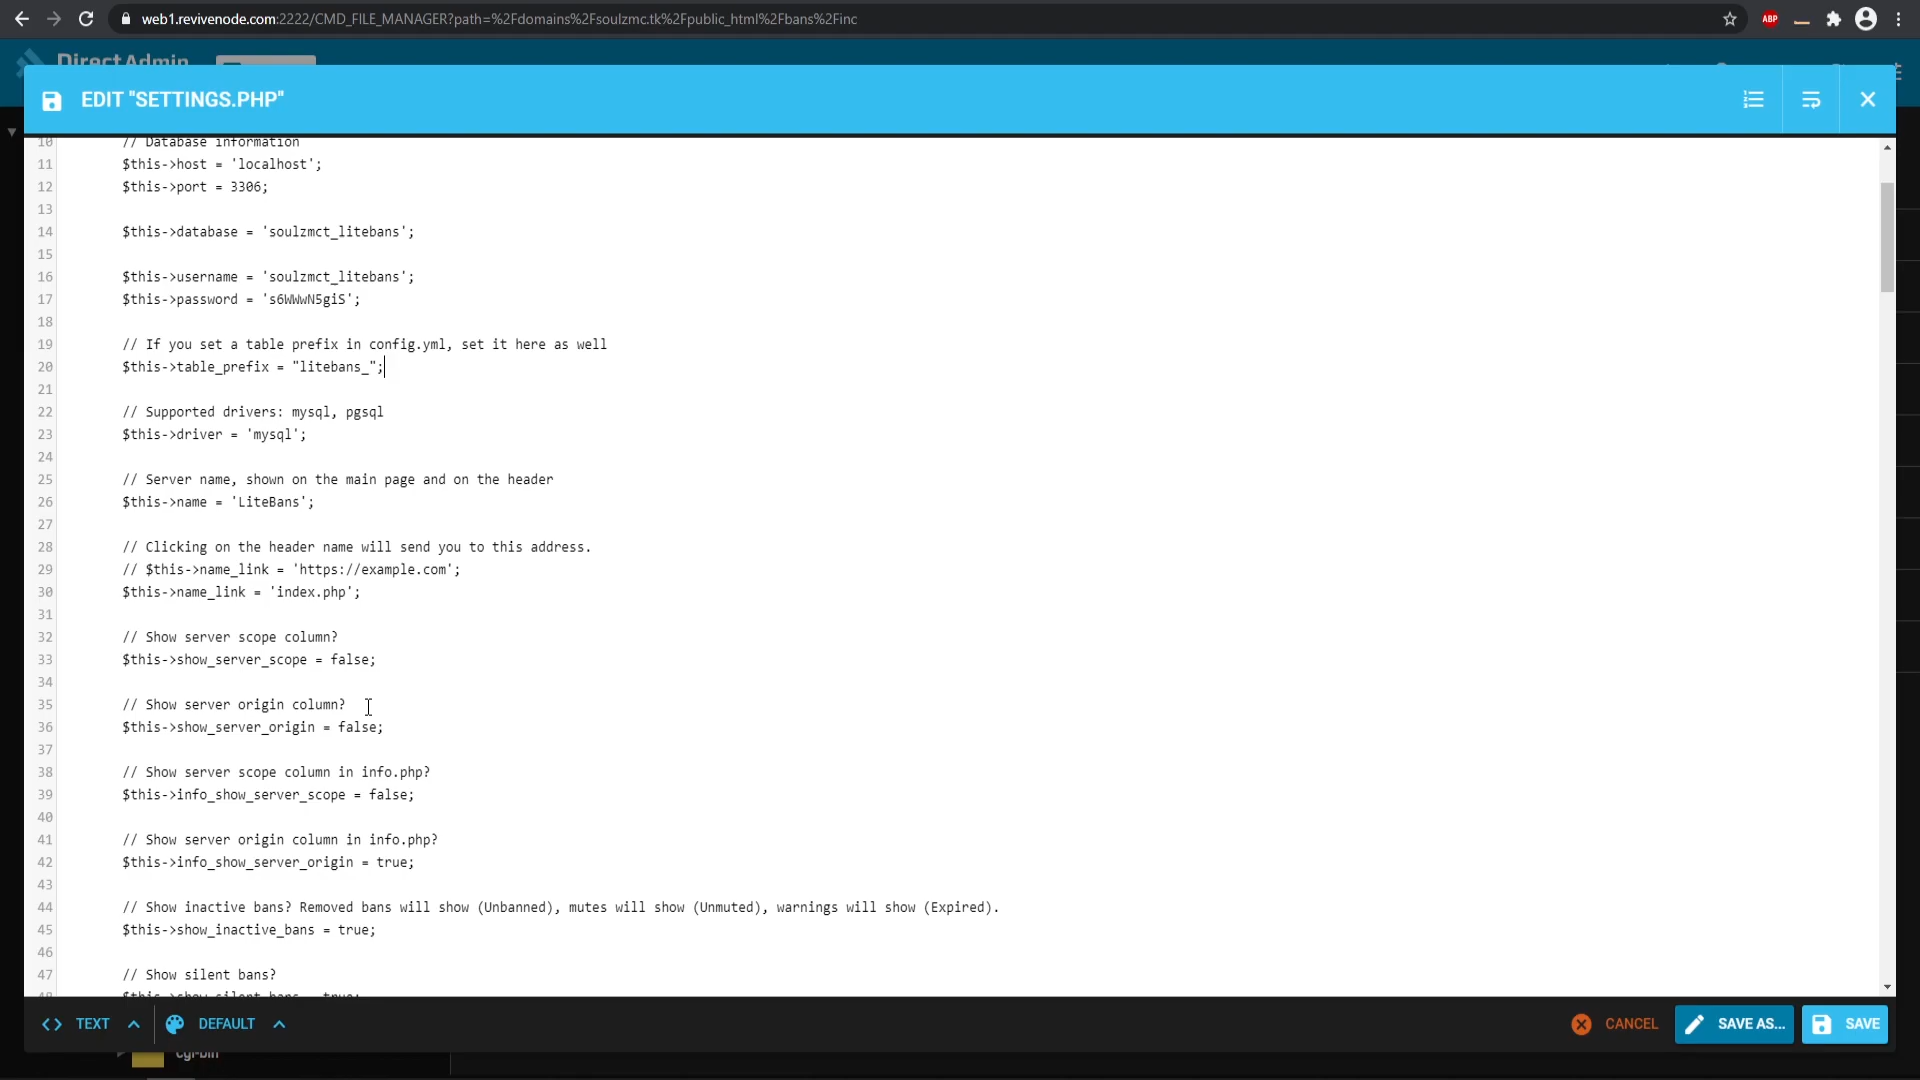 web1.revivenode.com:2222/CMD_FILE_MANAGER?path=%2Fdomains%2Fsoulzmc.tk%2Fpublic_html%2Fbans%2Finc
ABP
DirectAdmin
EDIT "SETTINGS.PHP"
10 // Database information
11 $this->host = 'localhost';
12 $this->port = 3306;
13
14 $this->database = 'soulzmct_litebans';
15
16 $this->username = 'soulzmct_litebans';
17 $this->password = 's6WWwN5giS';
18
19 // If you set a table prefix in config.yml, set it here as well
20 $this->table_prefix = "litebans_";
21
22 // Supported drivers: mysql, pgsql
23 $this->driver = 'mysql';
24
25 // Server name, shown on the main page and on the header
26 $this->name = 'LiteBans';
27
28 // Clicking on the header name will send you to this address.
29 // $this->name_link = 'https://example.com';
30 $this->name_link = 'index.php';
31
32 // Show server scope column?
33 $this->show_server_scope = false;
34
35 // Show server origin column?
36 $this->show_server_origin = false;
37
38 // Show server scope column in info.php?
39 $this->info_show_server_scope = false;
40
41 // Show server origin column in info.php?
42 $this->info_show_server_origin = true;
43
44 // Show inactive bans? Removed bans will show (Unbanned), mutes will show (Unmuted), warnings will show (Expired).
45 $this->show_inactive_bans = true;
46
47 // Show silent bans?
48 $this->show_silent_bans = true;
TEXT
DEFAULT
CANCEL
SAVE AS...
SAVE
cgi-bin